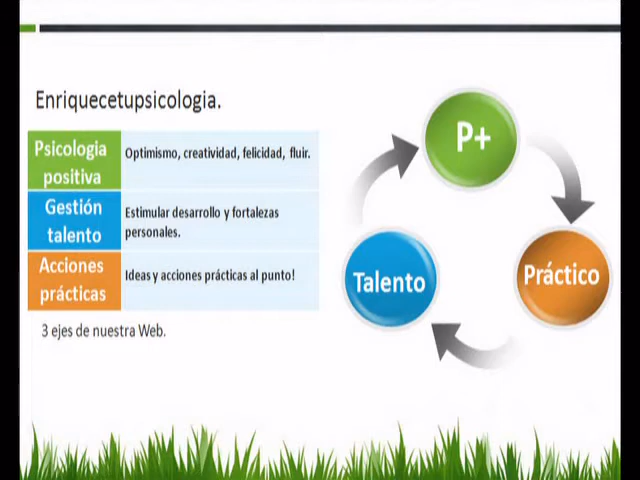 Enriquecetupsicologia.
Psicologia
positiva
Optimismo, creatividad, felicidad, fluir.
Gestión
talento
Estimular desarrollo y fortalezas
personales.
Acciones
prácticas
Ideas y acciones prácticas al punto!
3 ejes de nuestra Web.
P+
Talento
Práctico